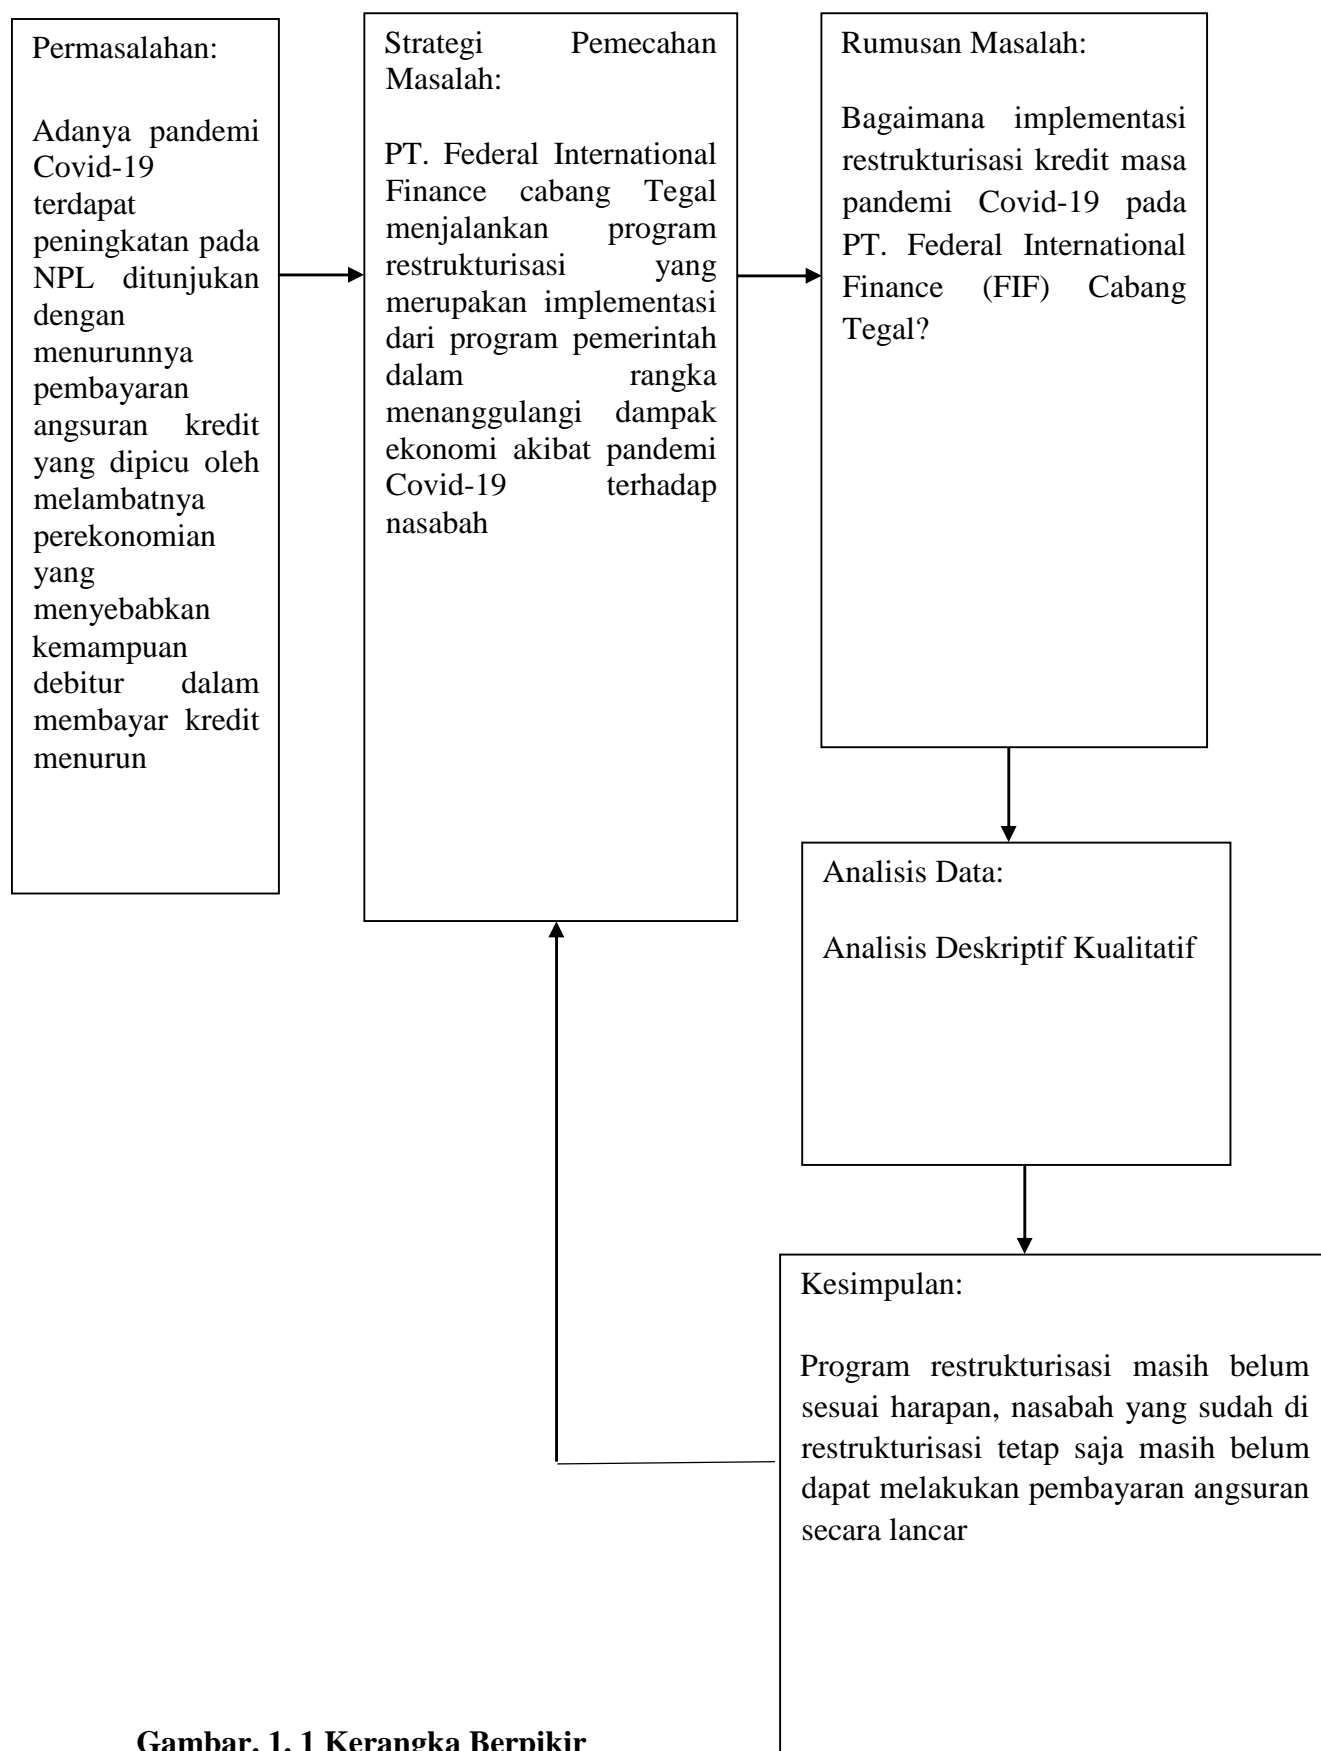 Permasalahan:
Adanya pandemi
Covid-19
terdapat
peningkatan pada
NPL ditunjukan
dengan
menurunnya
pembayaran
angsuran kredit
yang dipicu oleh
melambatnya
perekonomian
yang
menyebabkan
kemampuan
debitur dalam
membayar kredit
menurun
Strategi Pemecahan
Masalah:
PT. Federal International
Finance cabang Tegal
menjalankan program
restrukturisasi yang
merupakan implementasi
dari program pemerintah
dalam rangka
menanggulangi dampak
ekonomi akibat pandemi
Covid-19 terhadap
nasabah
Rumusan Masalah:
Bagaimana implementasi
restrukturisasi kredit masa
pandemi Covid-19 pada
PT. Federal International
Finance (FIF) Cabang
Tegal?
Analisis Data:
Analisis Deskriptif Kualitatif
Kesimpulan:
Program restrukturisasi masih belum
sesuai harapan, nasabah yang sudah di
restrukturisasi tetap saja masih belum
dapat melakukan pembayaran angsuran
secara lancar
Gambar. 1. 1 Kerangka Berpikir